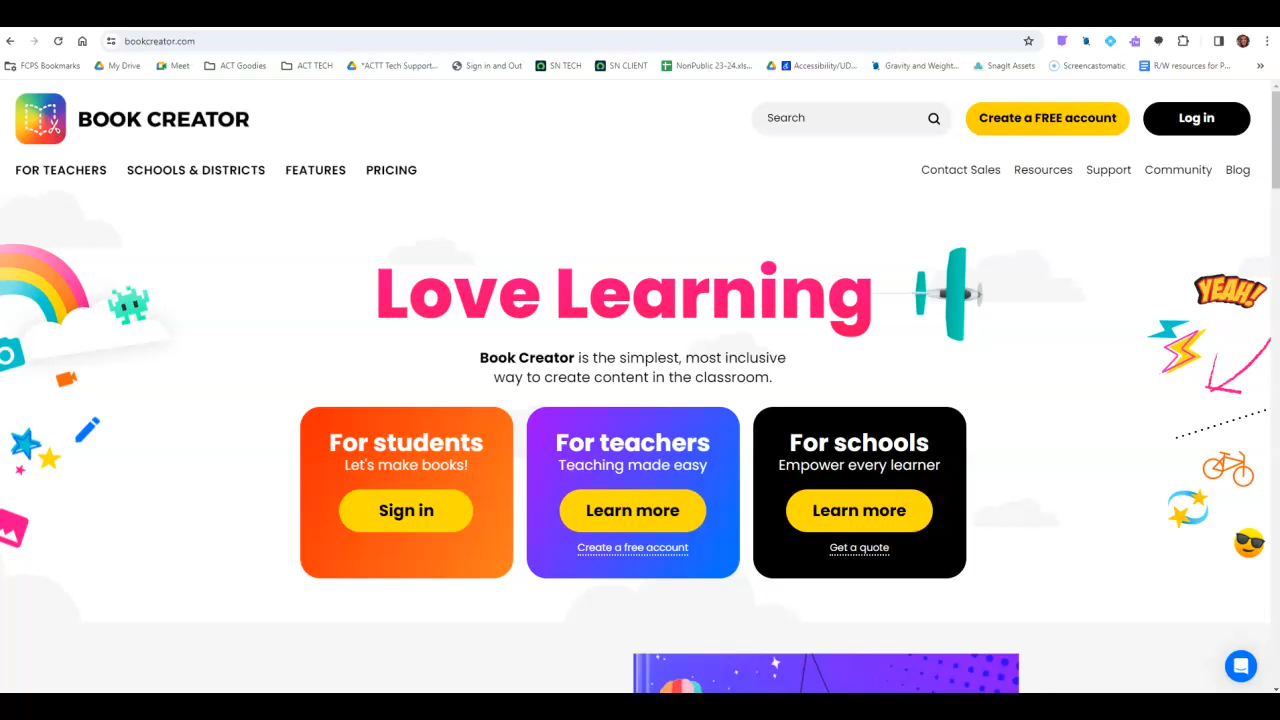 bookcreator.com
FCPS Bookmarks My Drive Meet ACT Goodies ACT TECH *ACTT Tech Support... Sign in and Out SN TECH SN CLIENT NonPublic 23-24.xls... Accessibility/UD... Gravity and Weight... SnagIt Assets Screencastomatic R/W resources for P... »
BOOK CREATOR
Search
Create a FREE account
Log in
FOR TEACHERS SCHOOLS & DISTRICTS FEATURES PRICING
Contact Sales Resources Support Community Blog
Love Learning
YEAH!
Book Creator is the simplest, most inclusive
way to create content in the classroom.
For students
Let's make books!
Sign in
For teachers
Teaching made easy
Learn more
Create a free account
For schools
Empower every learner
Learn more
Get a quote